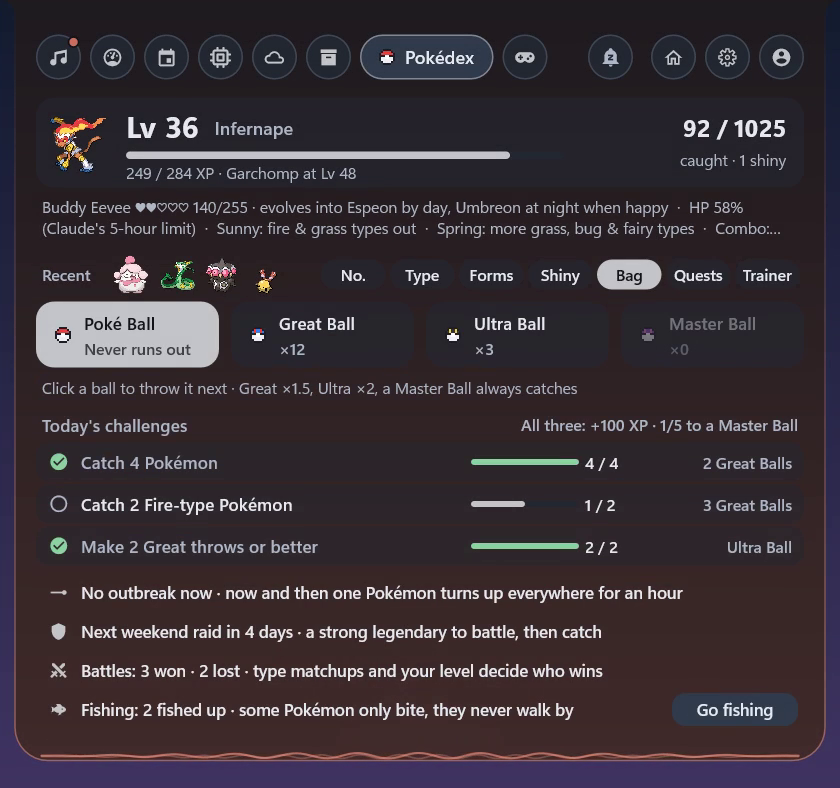 Pokédex
Lv 36 Infernape
92 / 1025
249 / 284 XP · Garchomp at Lv 48
caught · 1 shiny
Buddy Eevee ♥♥♡♡♡ 140/255 · evolves into Espeon by day, Umbreon at night when happy · HP 58%
(Claude's 5-hour limit) · Sunny: fire & grass types out · Spring: more grass, bug & fairy types · Combo:...
Recent
No. Type Forms Shiny Bag Quests Trainer
Poké Ball
Never runs out
Great Ball
×12
Ultra Ball
×3
Master Ball
×0
Click a ball to throw it next · Great ×1.5, Ultra ×2, a Master Ball always catches
Today's challenges
All three: +100 XP · 1/5 to a Master Ball
Catch 4 Pokémon 4 / 4 2 Great Balls
Catch 2 Fire-type Pokémon 1 / 2 3 Great Balls
Make 2 Great throws or better 2 / 2 Ultra Ball
No outbreak now · now and then one Pokémon turns up everywhere for an hour
Next weekend raid in 4 days · a strong legendary to battle, then catch
Battles: 3 won · 2 lost · type matchups and your level decide who wins
Fishing: 2 fished up · some Pokémon only bite, they never walk by
Go fishing